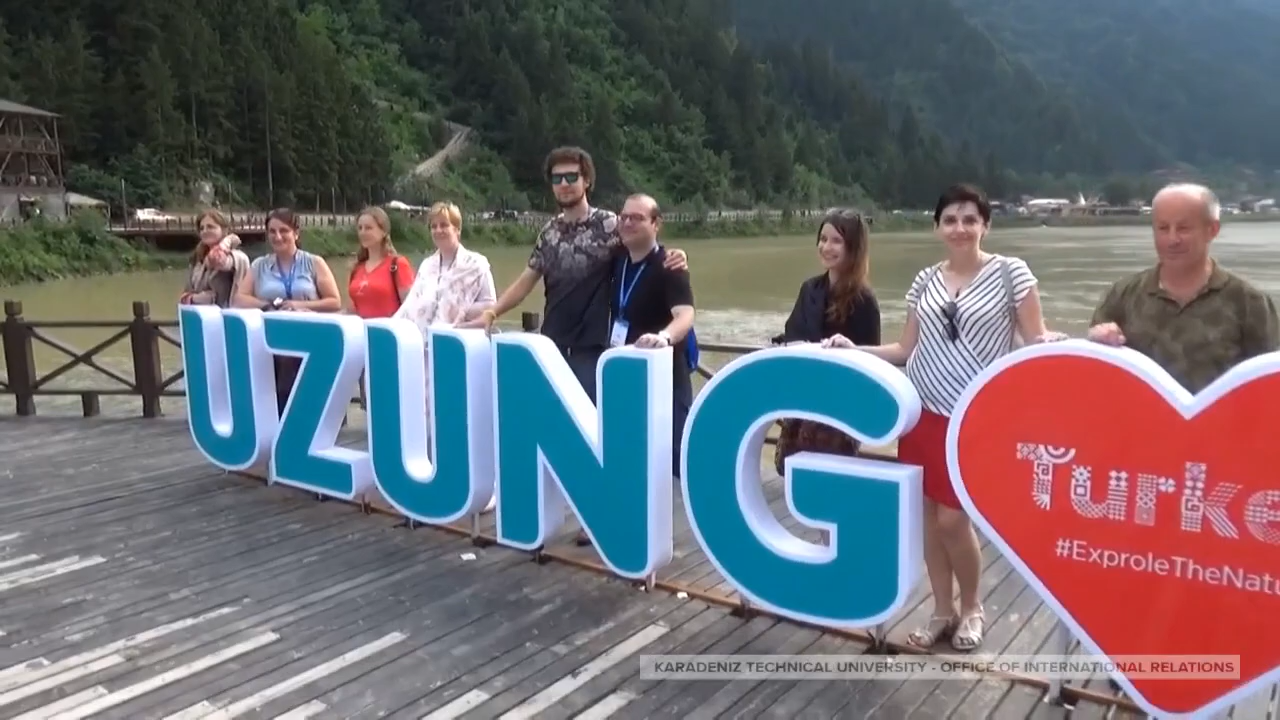 UZUNG
Turke
#ExproleTheNatu
KARADENIZ TECHNICAL UNIVERSITY - OFFICE OF INTERNATIONAL RELATIONS